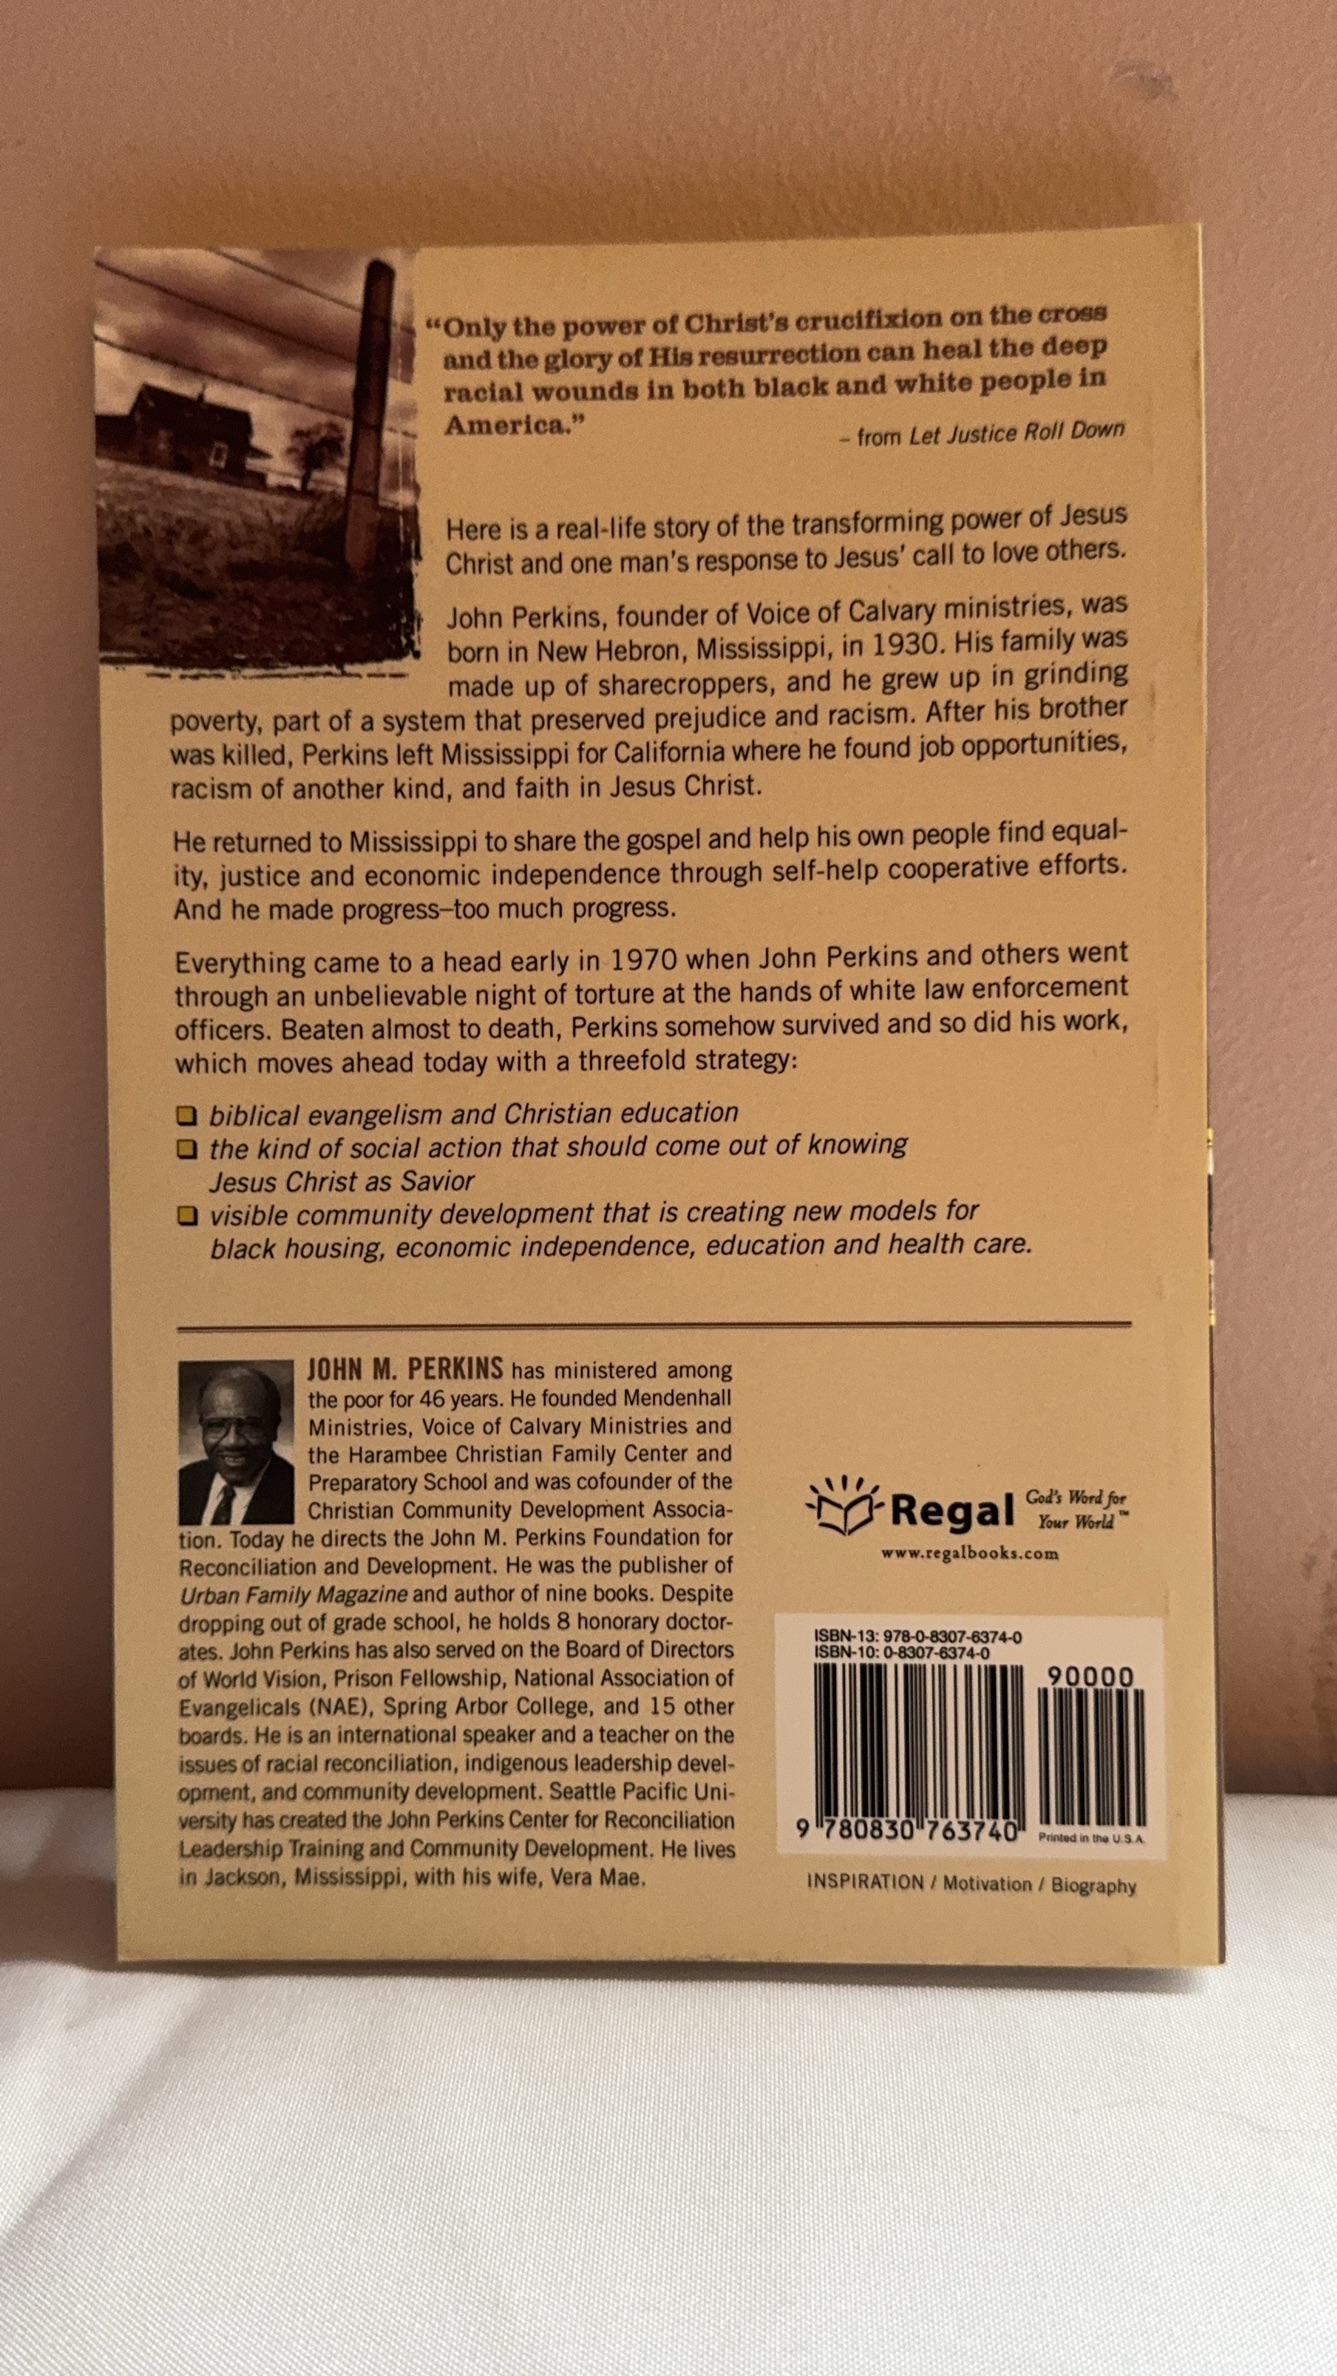 “Only the power of Christ’s crucifixion on the cross
and the glory of His resurrection can heal the deep
racial wounds in both black and white people in
America.”
– from Let Justice Roll Down
Here is a real-life story of the transforming power of Jesus
Christ and one man’s response to Jesus’ call to love others.
John Perkins, founder of Voice of Calvary ministries, was
born in New Hebron, Mississippi, in 1930. His family was
made up of sharecroppers, and he grew up in grinding
poverty, part of a system that preserved prejudice and racism. After his brother
was killed, Perkins left Mississippi for California where he found job opportunities,
racism of another kind, and faith in Jesus Christ.
He returned to Mississippi to share the gospel and help his own people find equal-
ity, justice and economic independence through self-help cooperative efforts.
And he made progress–too much progress.
Everything came to a head early in 1970 when John Perkins and others went
through an unbelievable night of torture at the hands of white law enforcement
officers. Beaten almost to death, Perkins somehow survived and so did his work,
which moves ahead today with a threefold strategy:
❑ biblical evangelism and Christian education
❑ the kind of social action that should come out of knowing
Jesus Christ as Savior
❑ visible community development that is creating new models for
black housing, economic independence, education and health care.
JOHN M. PERKINS has ministered among
the poor for 46 years. He founded Mendenhall
Ministries, Voice of Calvary Ministries and
the Harambee Christian Family Center and
Preparatory School and was cofounder of the
Christian Community Development Associa-
tion. Today he directs the John M. Perkins Foundation for
Reconciliation and Development. He was the publisher of
Urban Family Magazine and author of nine books. Despite
dropping out of grade school, he holds 8 honorary doctor-
ates. John Perkins has also served on the Board of Directors
of World Vision, Prison Fellowship, National Association of
Evangelicals (NAE), Spring Arbor College, and 15 other
boards. He is an international speaker and a teacher on the
issues of racial reconciliation, indigenous leadership devel-
opment, and community development. Seattle Pacific Uni-
versity has created the John Perkins Center for Reconciliation
Leadership Training and Community Development. He lives
in Jackson, Mississippi, with his wife, Vera Mae.
Regal God’s Word for
Your World™
www.regalbooks.com
ISBN-13: 978-0-8307-6374-0
ISBN-10: 0-8307-6374-0
90000
9 780830 763740
Printed in the U.S.A.
INSPIRATION / Motivation / Biography